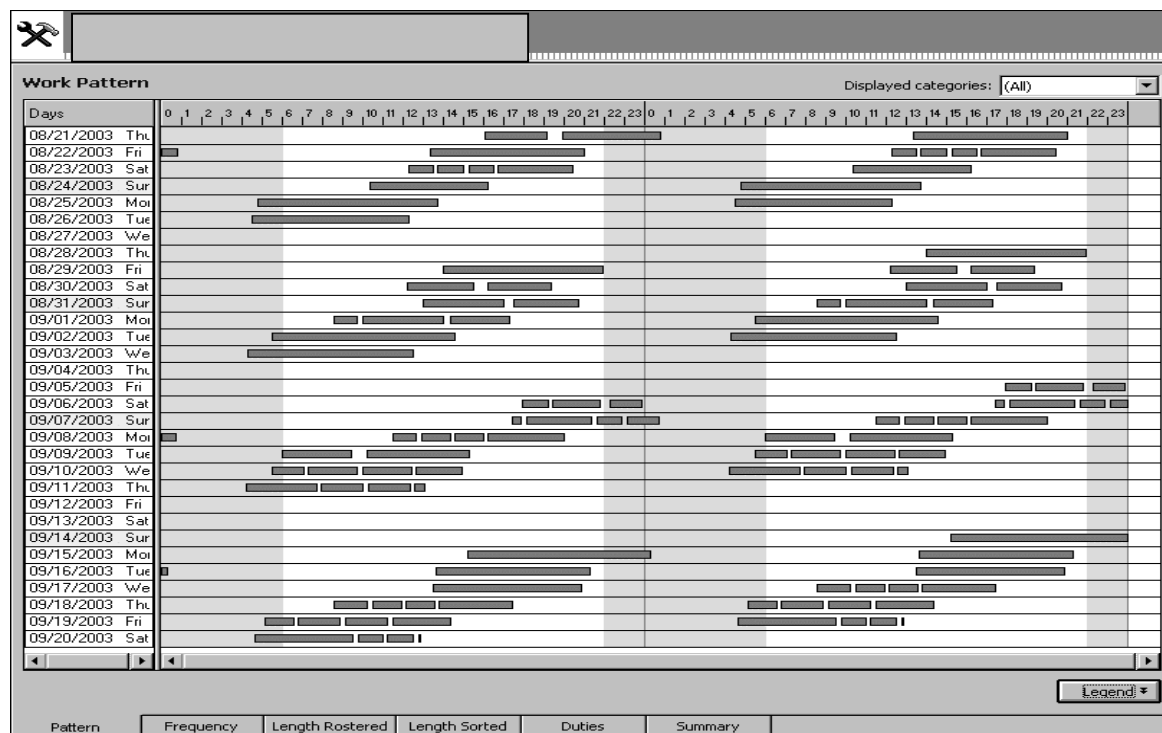 Work Pattern
Displayed categories: (All)
Days 0 1 2 3 4 5 6 7 8 9 10 11 12 13 14 15 16 17 18 19 20 21 22 23 0 1 2 3 4 5 6 7 8 9 10 11 12 13 14 15 16 17 18 19 20 21 22 23
08/21/2003 Thu
08/22/2003 Fri
08/23/2003 Sat
08/24/2003 Sur
08/25/2003 Moi
08/26/2003 Tue
08/27/2003 We
08/28/2003 Thu
08/29/2003 Fri
08/30/2003 Sat
08/31/2003 Sur
09/01/2003 Moi
09/02/2003 Tue
09/03/2003 We
09/04/2003 Thu
09/05/2003 Fri
09/06/2003 Sat
09/07/2003 Sur
09/08/2003 Moi
09/09/2003 Tue
09/10/2003 We
09/11/2003 Thu
09/12/2003 Fri
09/13/2003 Sat
09/14/2003 Sur
09/15/2003 Moi
09/16/2003 Tue
09/17/2003 We
09/18/2003 Thu
09/19/2003 Fri
09/20/2003 Sat
Legend
Pattern Frequency Length Rostered Length Sorted Duties Summary